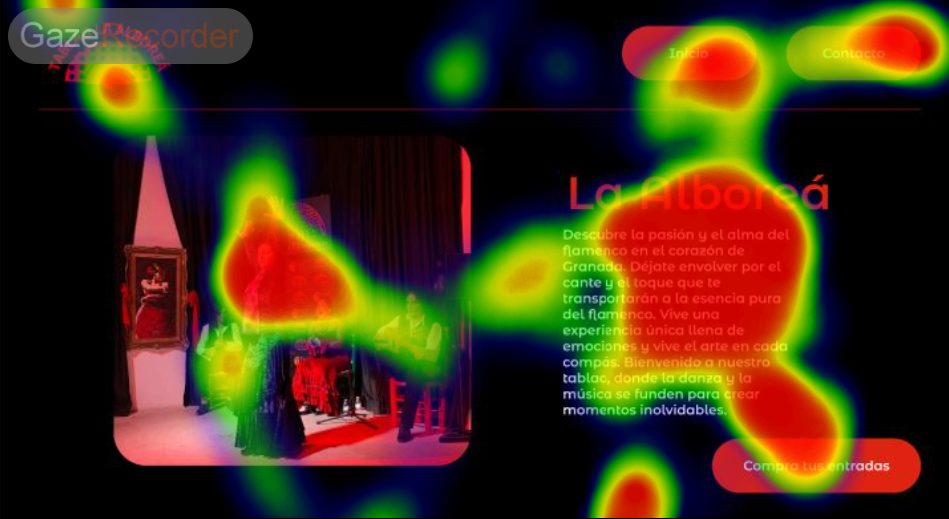 GazeRecorder
TABLAO LA ALBOREÁ
Inicio
Contacto
La Alboreá
Descubre la pasión y el alma del
flamenco en el corazón de
Granada. Déjate envolver por el
cante y el toque que te
transportarán a la esencia pura
del flamenco. Vive una
experiencia única llena de
emociones y vive el arte en cada
compás. Bienvenido a nuestro
tablao, donde la danza y la
música se funden para crear
momentos inolvidables.
Compra tus entradas